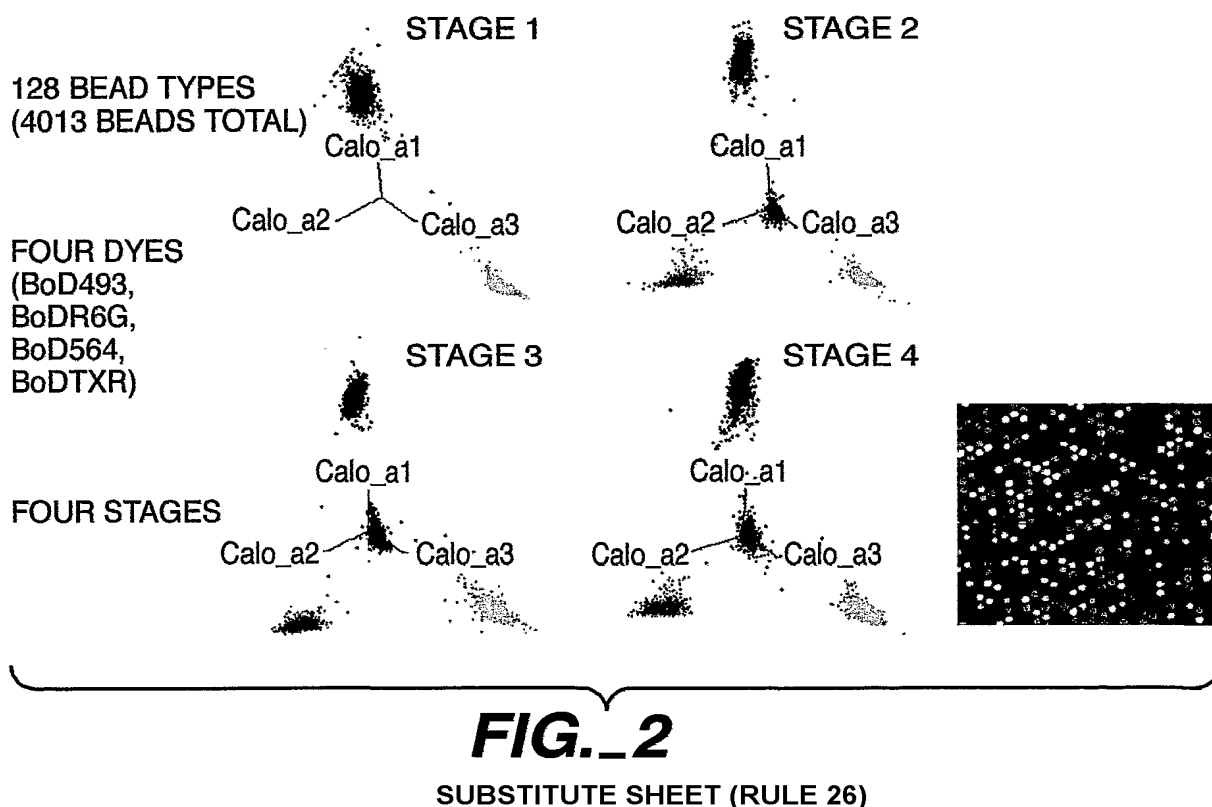 STAGE 1
STAGE 2
128 BEAD TYPES
(4013 BEADS TOTAL)
Calo_a1
Calo_a2
Calo_a3
Calo_a1
Calo_a2
Calo_a3
FOUR DYES
(BoD493,
BoDR6G,
BoD564,
BoDTXR)
STAGE 3
STAGE 4
Calo_a1
Calo_a2
Calo_a3
Calo_a1
Calo_a2
Calo_a3
FOUR STAGES
FIG._2
SUBSTITUTE SHEET (RULE 26)